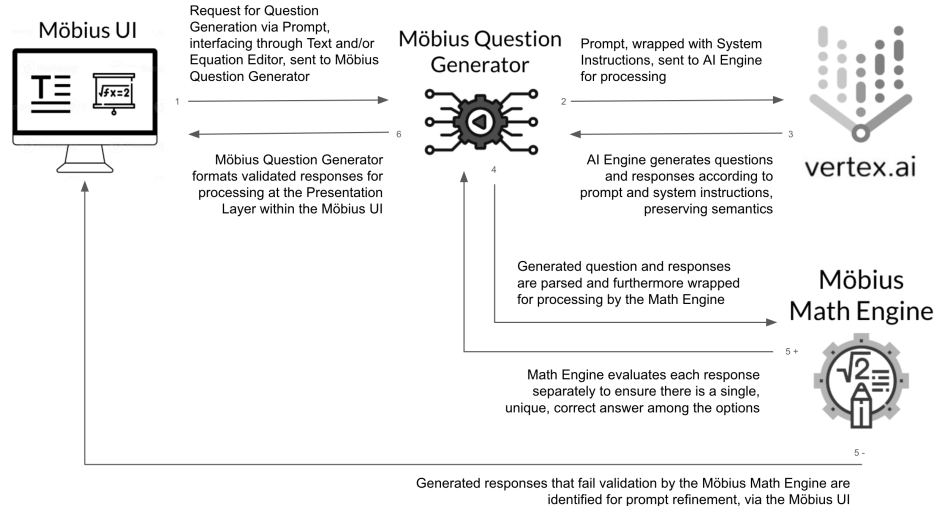 Möbius UI
T
√fx=2
Request for Question
Generation via Prompt,
interfacing through Text and/or
Equation Editor, sent to Möbius
Question Generator
1
6
Möbius Question Generator
formats validated responses for
processing at the Presentation
Layer within the Möbius UI
Möbius Question
Generator
Prompt, wrapped with System
Instructions, sent to AI Engine
for processing
2
3
AI Engine generates questions
and responses according to
prompt and system instructions,
preserving semantics
vertex.ai
4
Generated question and responses
are parsed and furthermore wrapped
for processing by the Math Engine
Möbius
Math Engine
√2
5 +
Math Engine evaluates each response
separately to ensure there is a single,
unique, correct answer among the options
5 -
Generated responses that fail validation by the Möbius Math Engine are
identified for prompt refinement, via the Möbius UI